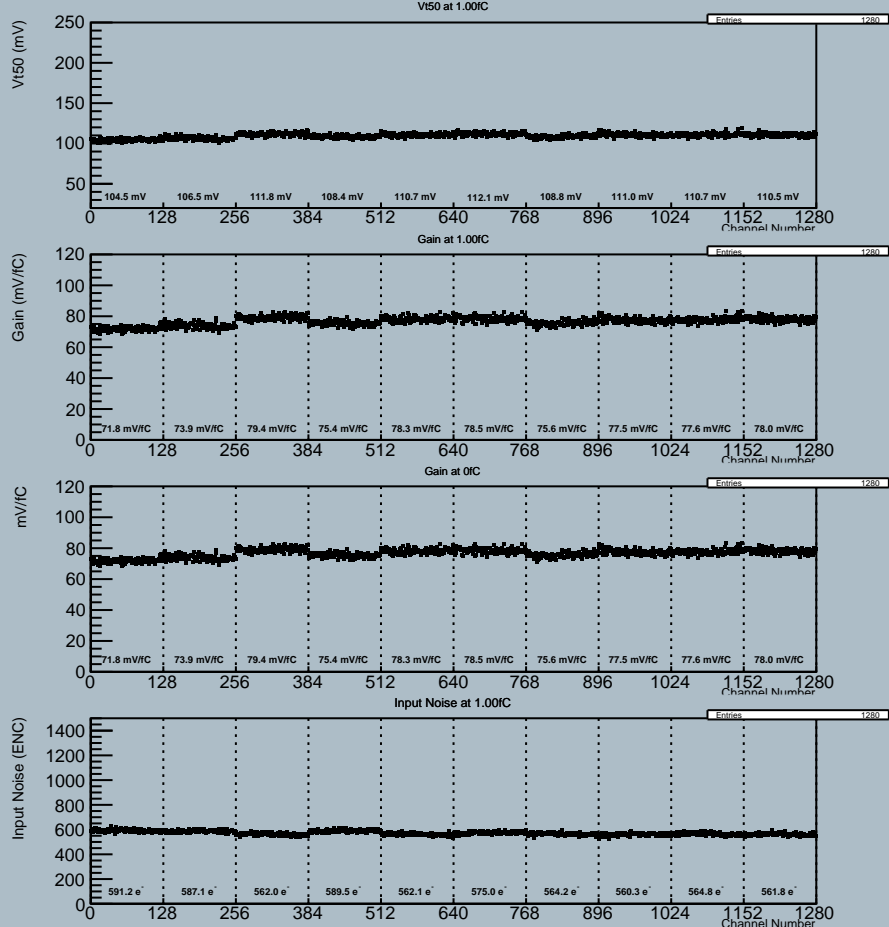 Vt50 at 1.00fC
Entries 1280
Vt50 (mV)
250
200
150
100
50
104.5 mV 106.5 mV 111.8 mV 108.4 mV 110.7 mV 112.1 mV 108.8 mV 111.0 mV 110.7 mV 110.5 mV
0 128 256 384 512 640 768 896 1024 1152 1280
Channel Number
Gain at 1.00fC
Entries 1280
Gain (mV/fC)
120
100
80
60
40
20
0
71.8 mV/fC 73.9 mV/fC 79.4 mV/fC 75.4 mV/fC 78.3 mV/fC 78.5 mV/fC 75.6 mV/fC 77.5 mV/fC 77.6 mV/fC 78.0 mV/fC
0 128 256 384 512 640 768 896 1024 1152 1280
Channel Number
Gain at 0fC
Entries 1280
mV/fC
120
100
80
60
40
20
0
71.8 mV/fC 73.9 mV/fC 79.4 mV/fC 75.4 mV/fC 78.3 mV/fC 78.5 mV/fC 75.6 mV/fC 77.5 mV/fC 77.6 mV/fC 78.0 mV/fC
0 128 256 384 512 640 768 896 1024 1152 1280
Channel Number
Input Noise at 1.00fC
Entries 1280
Input Noise (ENC)
1400
1200
1000
800
600
400
200
0
591.2 e⁻ 587.1 e⁻ 562.0 e⁻ 589.5 e⁻ 562.1 e⁻ 575.0 e⁻ 564.2 e⁻ 560.3 e⁻ 564.8 e⁻ 561.8 e⁻
0 128 256 384 512 640 768 896 1024 1152 1280
Channel Number